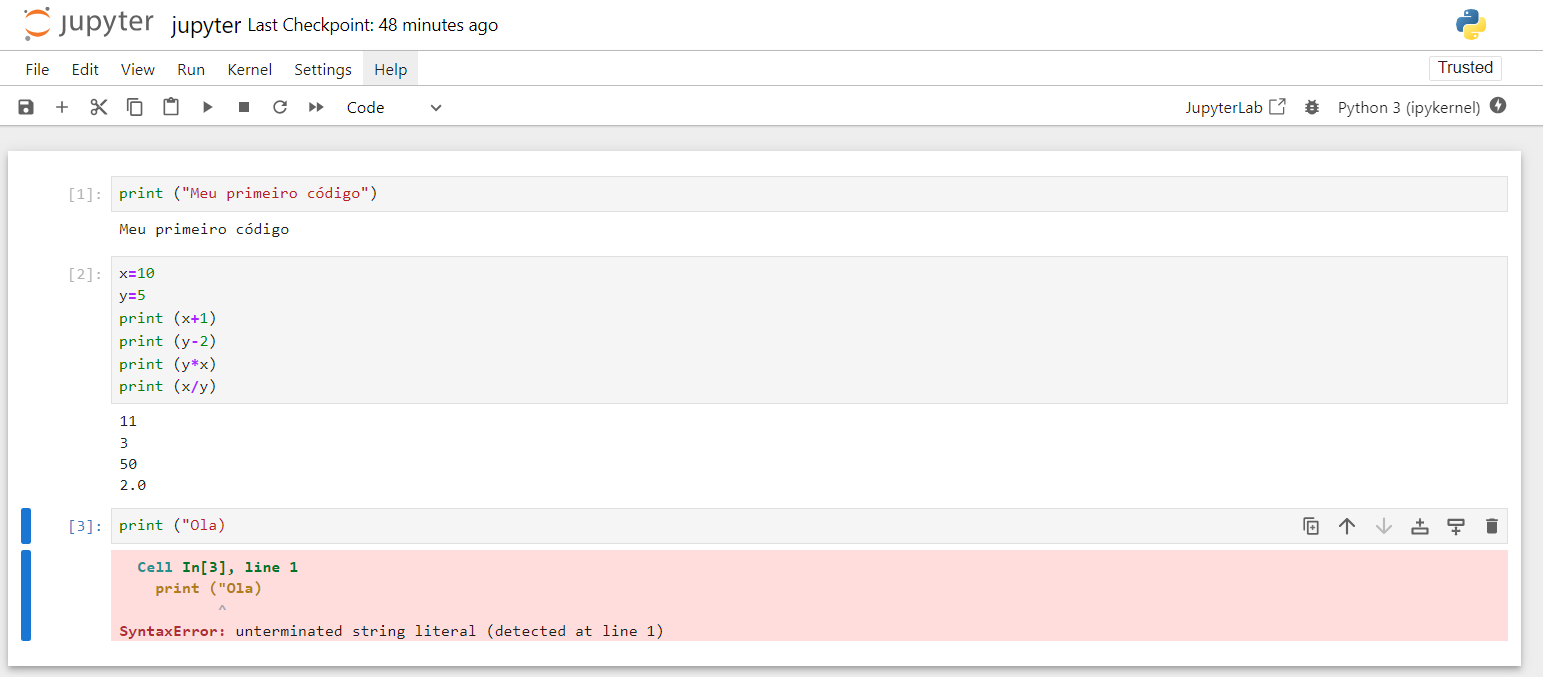 jupyter jupyter Last Checkpoint: 48 minutes ago
File Edit View Run Kernel Settings Help Trusted
Code JupyterLab Python 3 (ipykernel)
[1]: print ("Meu primeiro código")
Meu primeiro código
[2]: x=10
y=5
print (x+1)
print (y-2)
print (y*x)
print (x/y)
11
3
50
2.0
[3]: print ("Ola)
Cell In[3], line 1
print ("Ola)
^
SyntaxError: unterminated string literal (detected at line 1)